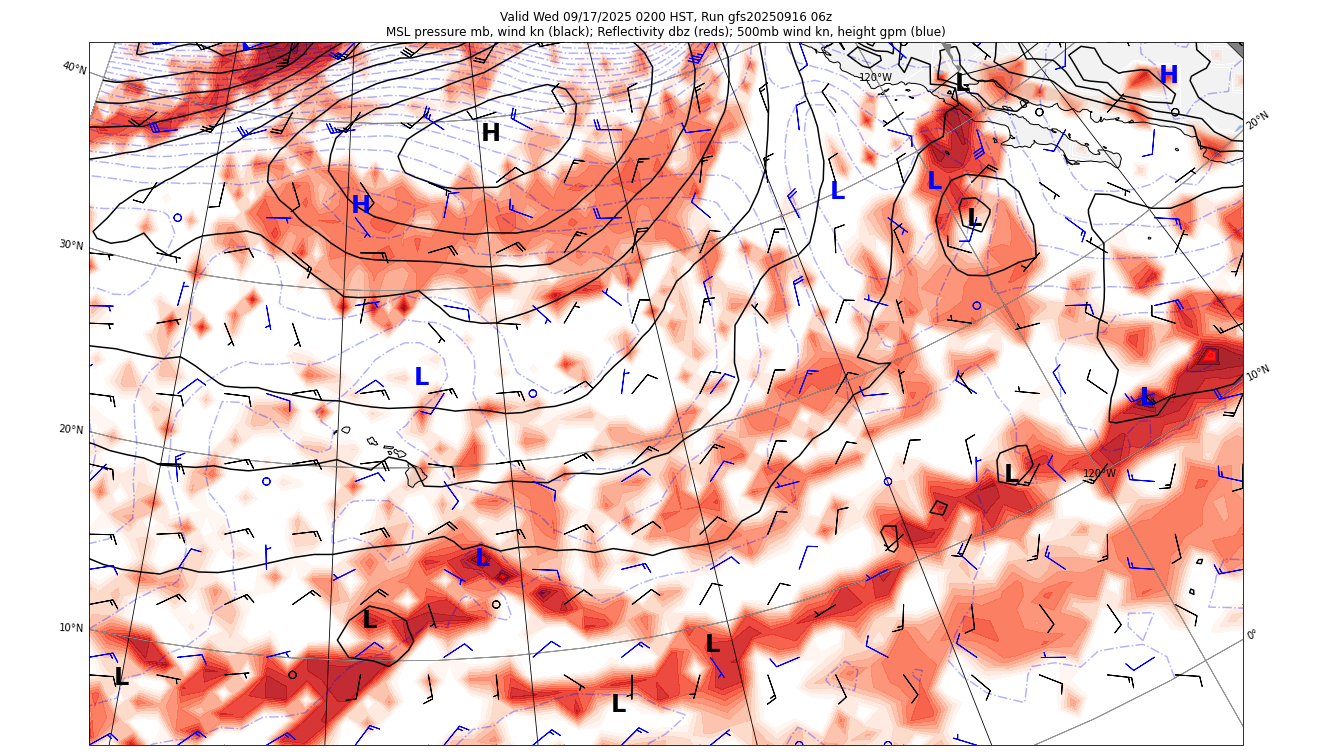 Valid Wed 09/17/2025 0200 HST, Run gfs20250916 06z
MSL pressure mb, wind kn (black); Reflectivity dbz (reds); 500mb wind kn, height gpm (blue)
40°N
120°W
L
H
20°N
H
H
L
L
L
30°N
L
10°N
L
20°N
L
120°W
L
10°N
L
L
0°
L
L